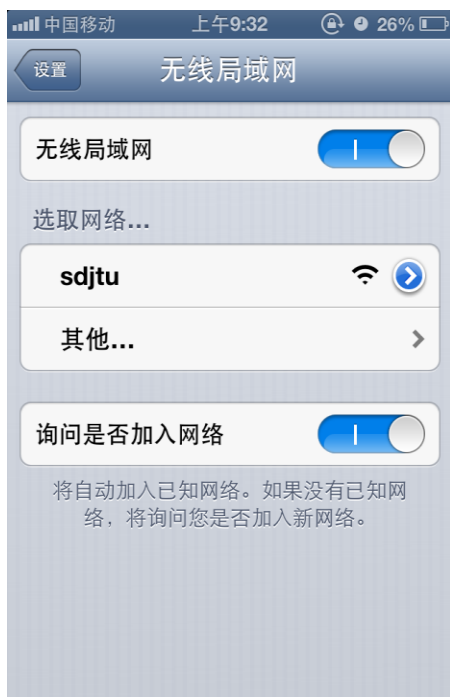 中国移动 上午9:32 26%
设置 无线局域网
无线局域网
选取网络...
sdjtu
其他...
询问是否加入网络
将自动加入已知网络。如果没有已知网
络，将询问您是否加入新网络。